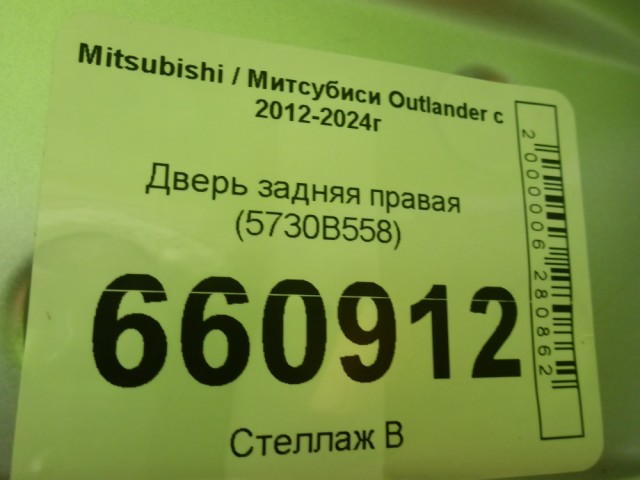 Mitsubishi / Митсубиси Outlander с
2012-2024г
Дверь задняя правая
(5730B558)
660912
Стеллаж В
2000006280862